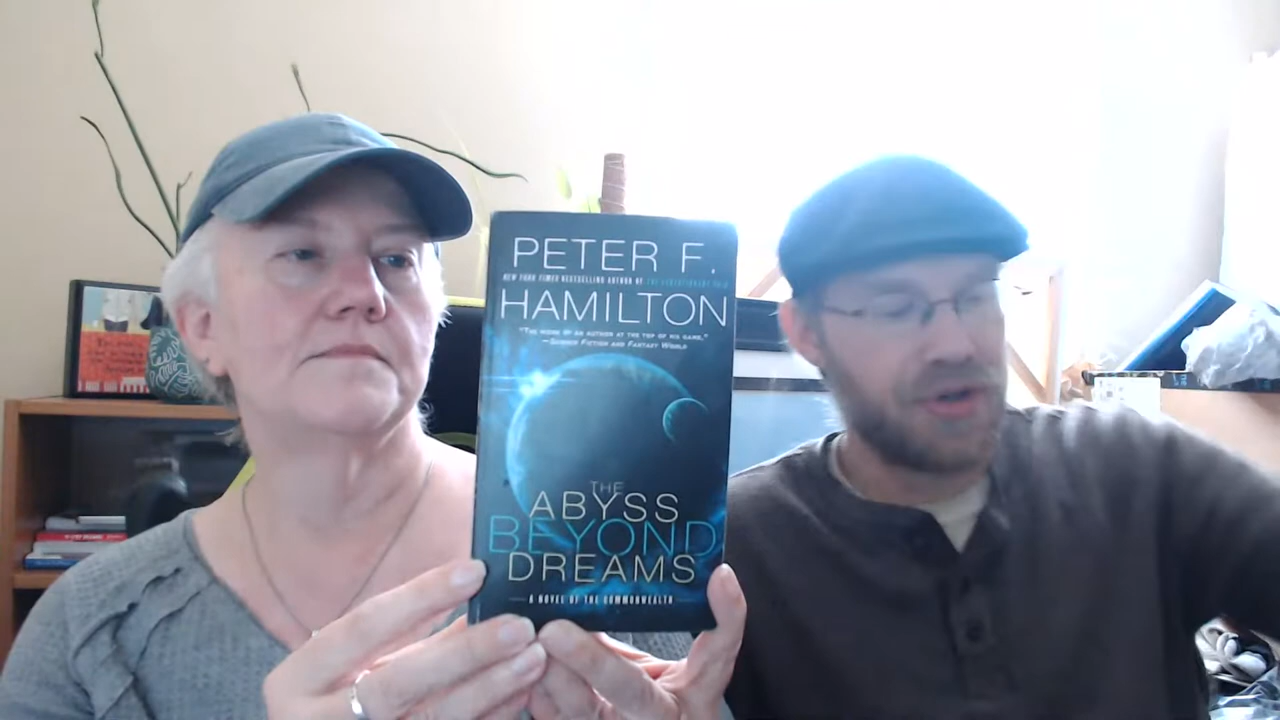 PETER F.
NEW YORK TIMES BESTSELLING AUTHOR OF
HAMILTON
"THE WORK OF AN AUTHOR AT THE TOP OF HIS GAME."
—SCIENCE FICTION AND FANTASY WORLD
THE
ABYSS
BEYOND
DREAMS
A NOVEL OF THE COMMONWEALTH